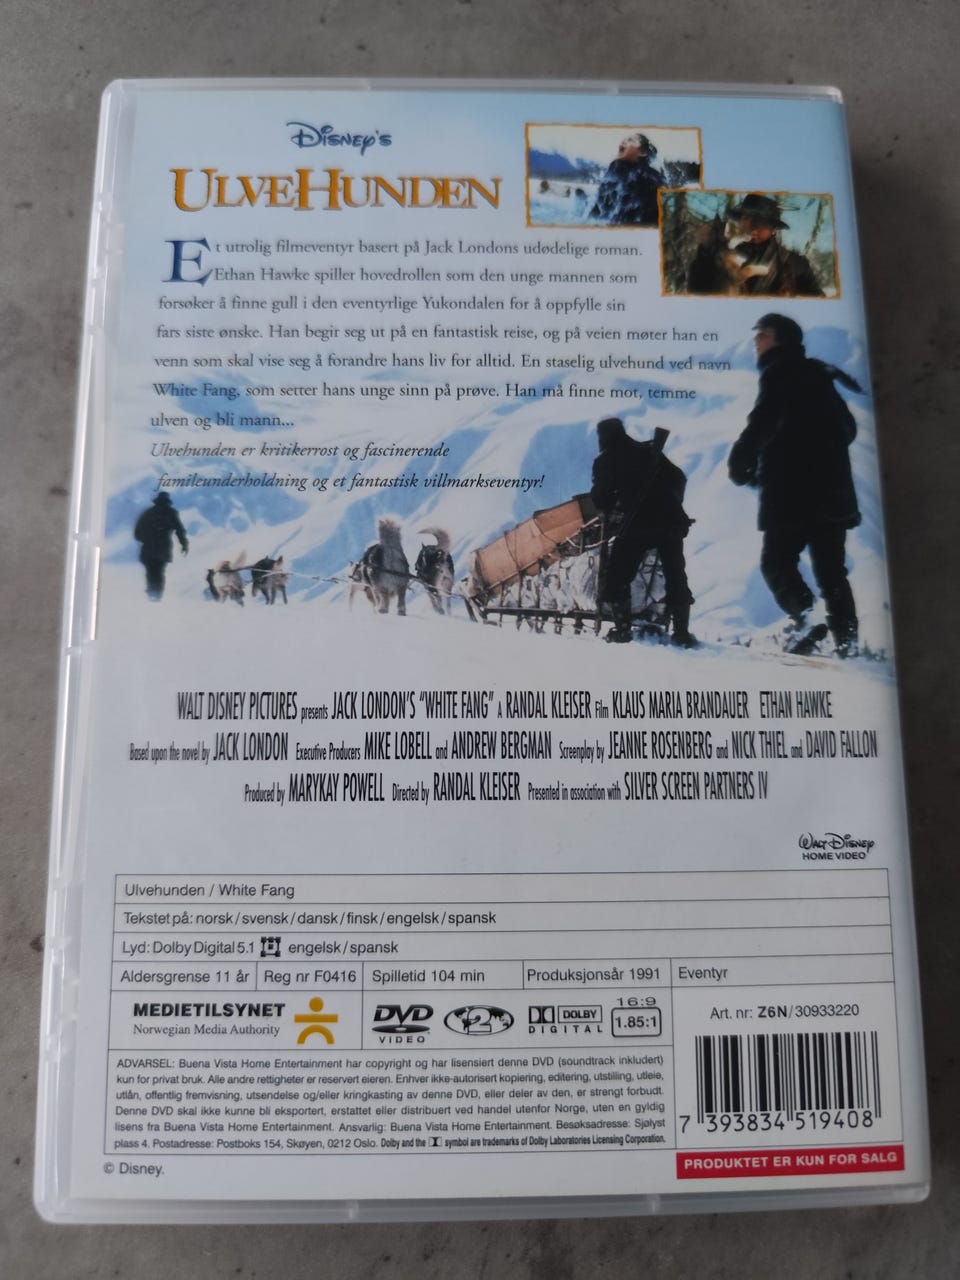 Disney's
ULVEHUNDEN
Et utrolig filmeventyr basert på Jack Londons udødelige roman.
Ethan Hawke spiller hovedrollen som den unge mannen som
forsøker å finne gull i den eventyrlige Yukondalen for å oppfylle sin
fars siste ønske. Han begir seg ut på en fantastisk reise, og på veien møter han en
venn som skal vise seg å forandre hans liv for alltid. En staselig ulvehund ved navn
White Fang, som setter hans unge sinn på prøve. Han må finne mot, temme
ulven og bli mann...
Ulvehunden er kritikerrost og fascinerende
famileunderholdning og et fantastisk villmarkseventyr!
WALT DISNEY PICTURES presents JACK LONDON'S "WHITE FANG" A RANDAL KLEISER Film KLAUS MARIA BRANDAUER ETHAN HAWKE
Based upon the novel by JACK LONDON Executive Producers MIKE LOBELL and ANDREW BERGMAN Screenplay by JEANNE ROSENBERG and NICK THIEL and DAVID FALLON
Produced by MARYKAY POWELL Directed by RANDAL KLEISER Presented in association with SILVER SCREEN PARTNERS IV
WALT DISNEY
HOME VIDEO
Ulvehunden / White Fang
Tekstet på: norsk/svensk/dansk/finsk/engelsk/spansk
Lyd: Dolby Digital 5.1 engelsk/spansk
Aldersgrense 11 år Reg nr F0416 Spilletid 104 min Produksjonsår 1991 Eventyr
MEDIETILSYNET
Norwegian Media Authority
DVD
VIDEO
2
DOLBY
DIGITAL
16:9
1.85:1
Art. nr: Z6N/30933220
ADVARSEL: Buena Vista Home Entertainment har copyright og har lisensiert denne DVD (soundtrack inkludert)
kun for privat bruk. Alle andre rettigheter er reservert eieren. Enhver ikke-autorisert kopiering, editering, utstilling, utleie,
utlån, offentlig fremvisning, utsendelse og/eller kringkasting av denne DVD, eller deler av den, er strengt forbudt.
Denne DVD skal ikke kunne bli eksportert, erstattet eller distribuert ved handel utenfor Norge, uten en gyldig
lisens fra Buena Vista Home Entertainment. Ansvarlig: Buena Vista Home Entertainment. Besøksadresse: Sjølyst
plass 4. Postadresse: Postboks 154, Skøyen, 0212 Oslo. Dolby and the symbol are trademarks of Dolby Laboratories Licensing Corporation.
7 393834 519408
PRODUKTET ER KUN FOR SALG
© Disney.